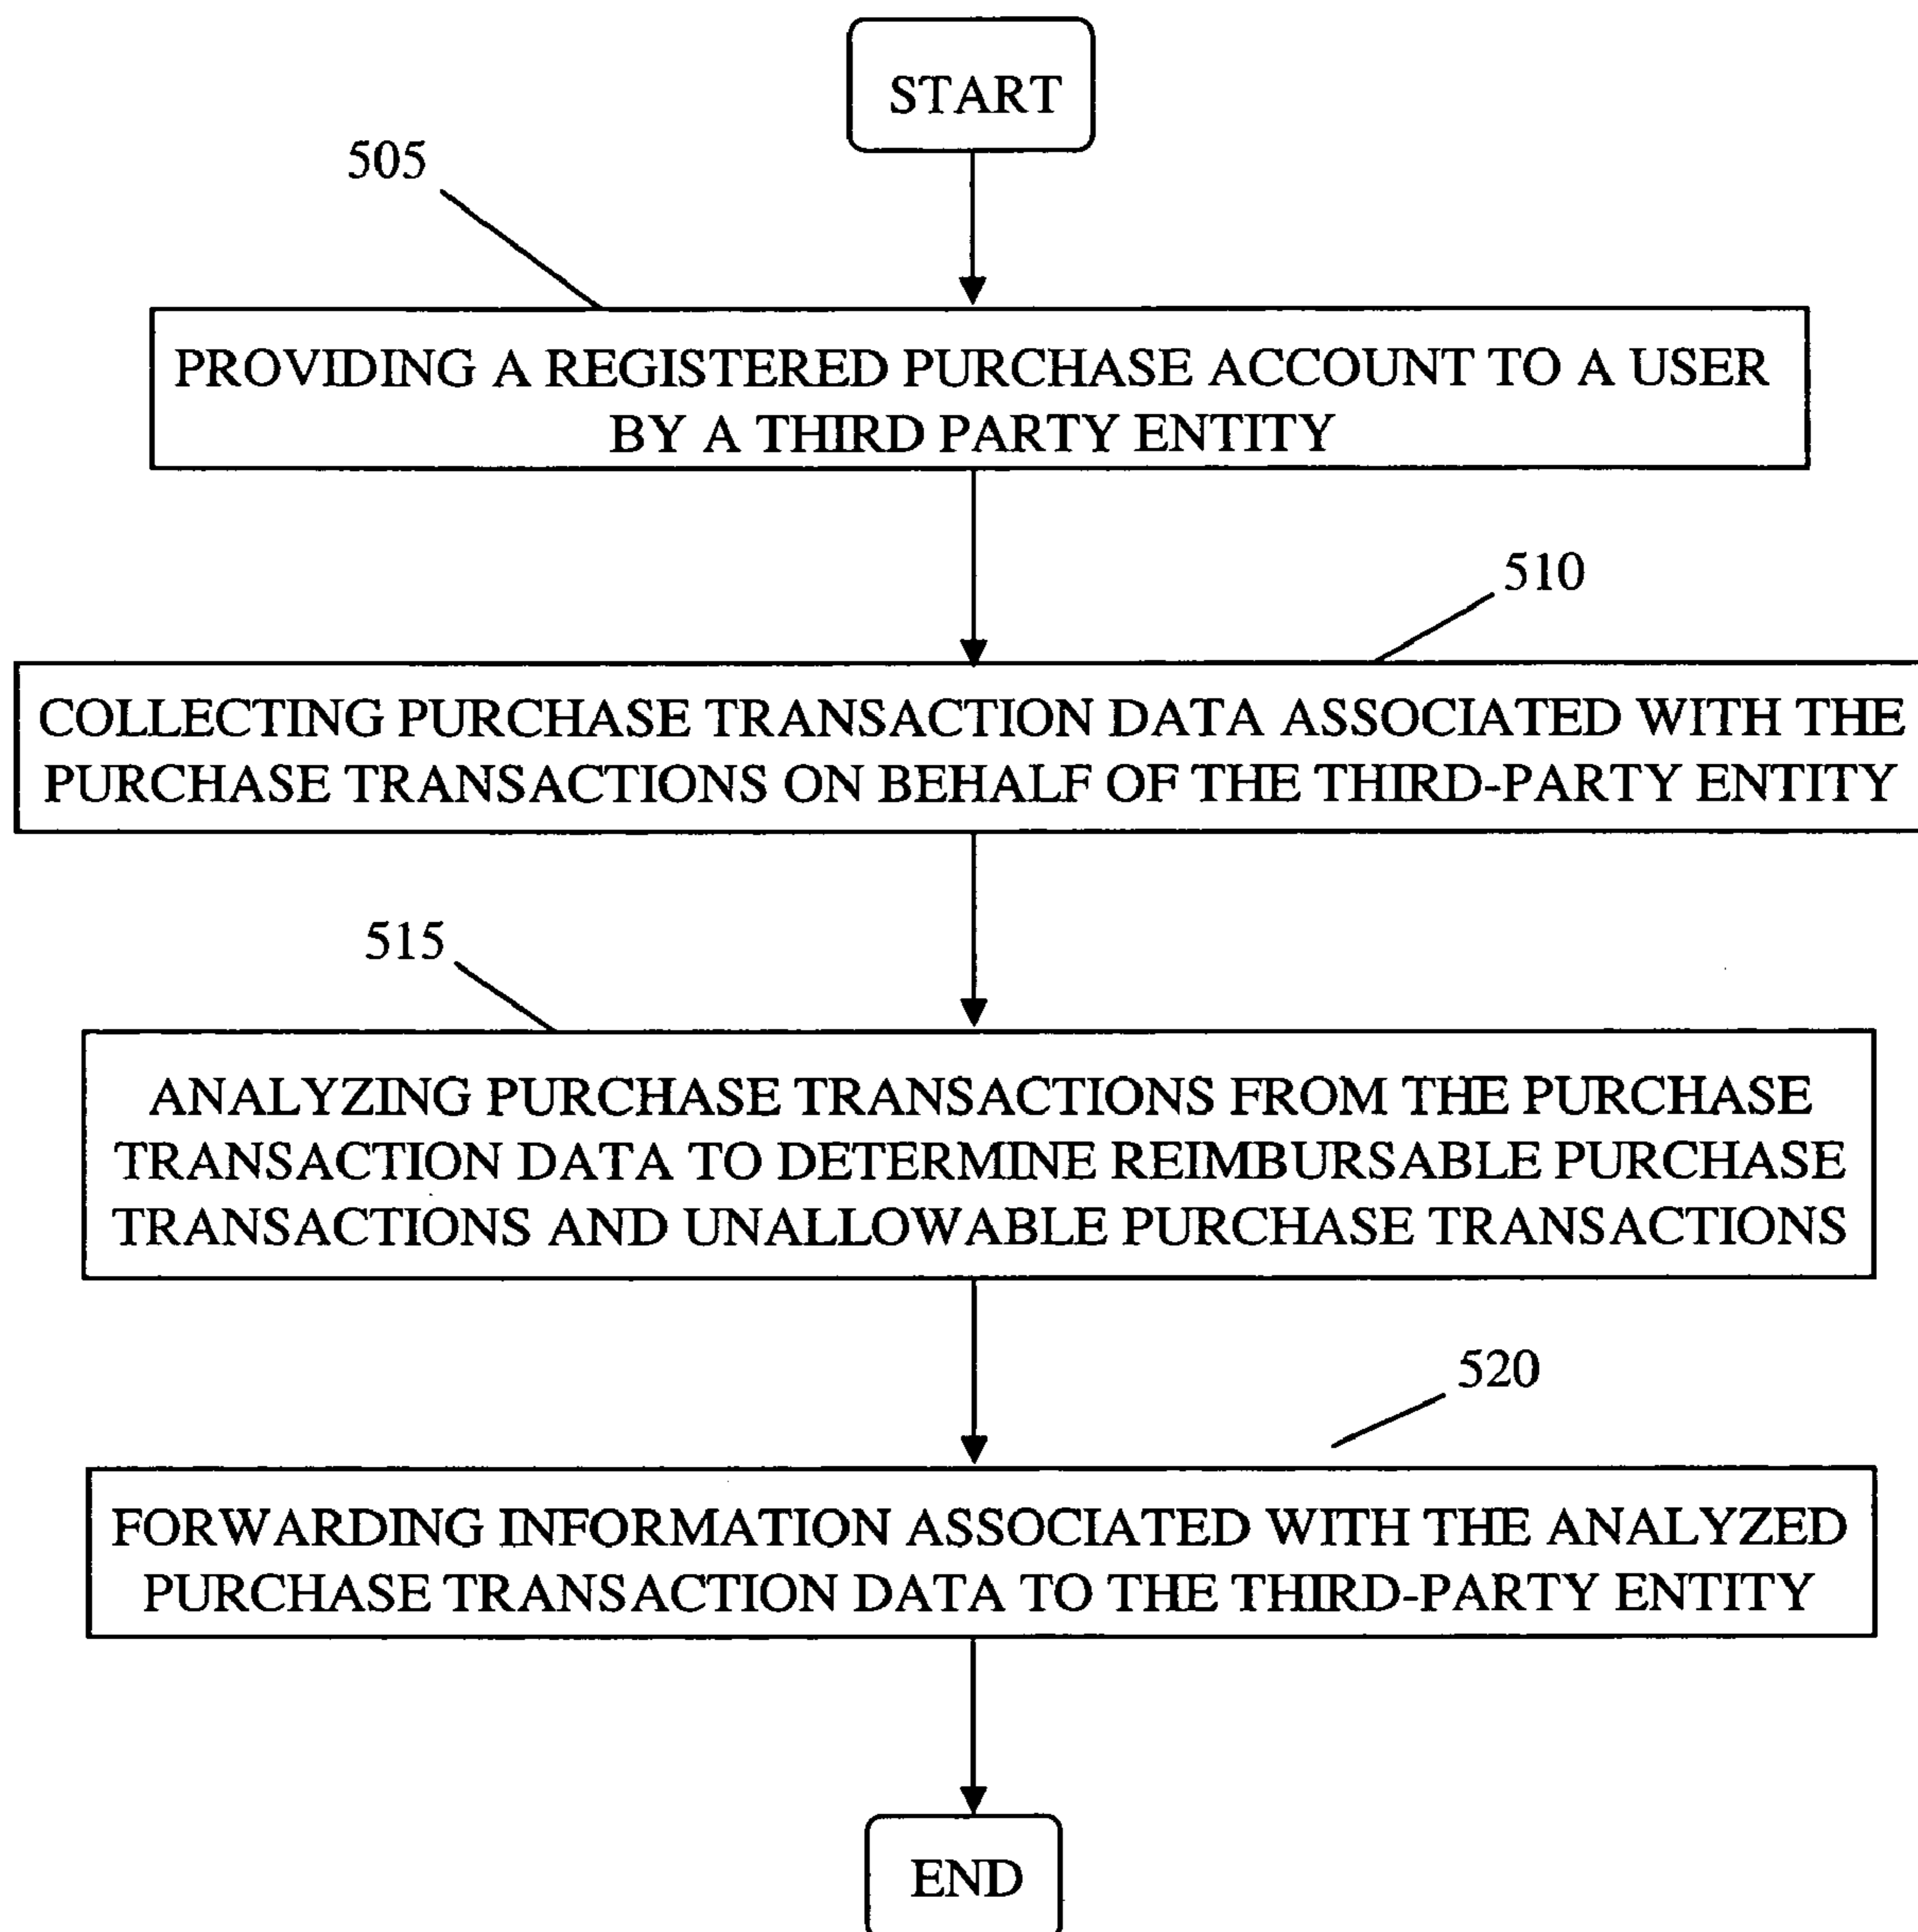 START
505
PROVIDING A REGISTERED PURCHASE ACCOUNT TO A USER
BY A THIRD PARTY ENTITY
510
COLLECTING PURCHASE TRANSACTION DATA ASSOCIATED WITH THE
PURCHASE TRANSACTIONS ON BEHALF OF THE THIRD-PARTY ENTITY
515
ANALYZING PURCHASE TRANSACTIONS FROM THE PURCHASE
TRANSACTION DATA TO DETERMINE REIMBURSABLE PURCHASE
TRANSACTIONS AND UNALLOWABLE PURCHASE TRANSACTIONS
520
FORWARDING INFORMATION ASSOCIATED WITH THE ANALYZED
PURCHASE TRANSACTION DATA TO THE THIRD-PARTY ENTITY
END